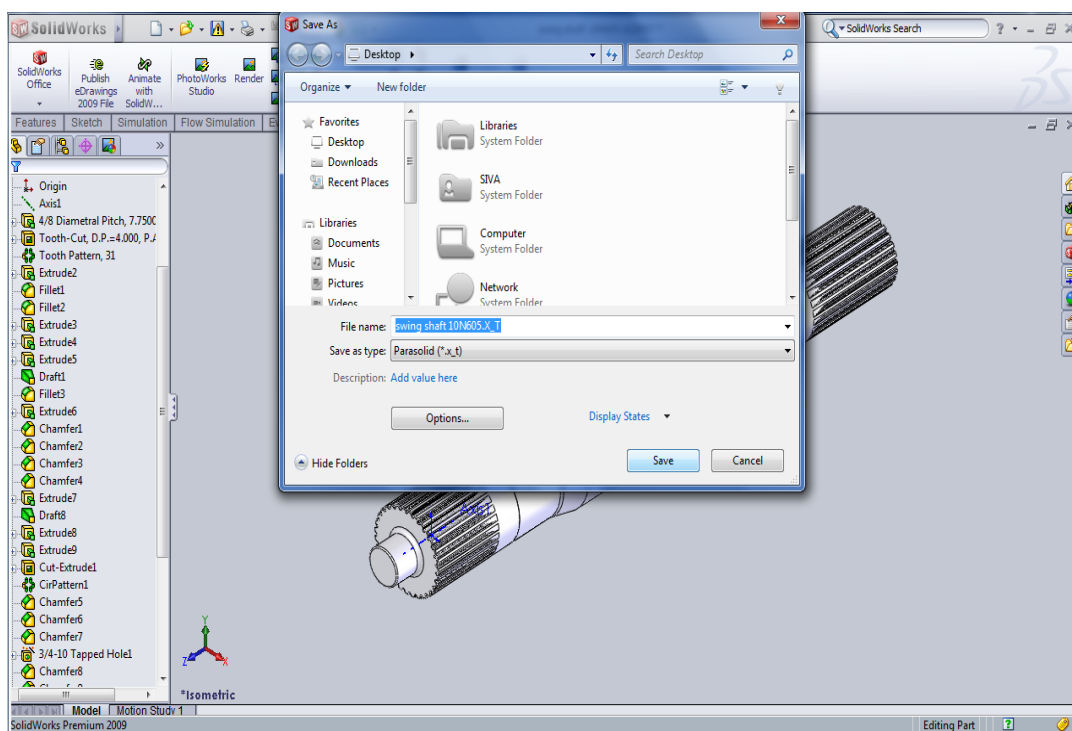 SolidWorks
Save As
SolidWorks Search
Desktop
Search Desktop
SolidWorks Office
Publish eDrawings 2009 File
Animate with SolidW...
PhotoWorks Studio
Render
Organize
New folder
Features
Sketch
Simulation
Flow Simulation
Favorites
Desktop
Downloads
Recent Places
Libraries
Documents
Music
Pictures
Videos
Libraries
System Folder
SIVA
System Folder
Computer
System Folder
Network
System Folder
File name: swing shaft 10N605.X_T
Save as type: Parasolid (*.x_t)
Description: Add value here
Options...
Display States
Hide Folders
Save
Cancel
Origin
Axis1
4/8 Diametral Pitch, 7.750
Tooth-Cut, D.P.=4.000, P.
Tooth Pattern, 31
Extrude2
Fillet1
Fillet2
Extrude3
Extrude4
Extrude5
Draft1
Fillet3
Extrude6
Chamfer1
Chamfer2
Chamfer3
Chamfer4
Extrude7
Draft8
Extrude8
Extrude9
Cut-Extrude1
CirPattern1
Chamfer5
Chamfer6
Chamfer7
3/4-10 Tapped Hole1
Chamfer8
Axis1
Y
Z
X
*Isometric
Model
Motion Study 1
SolidWorks Premium 2009
Editing Part